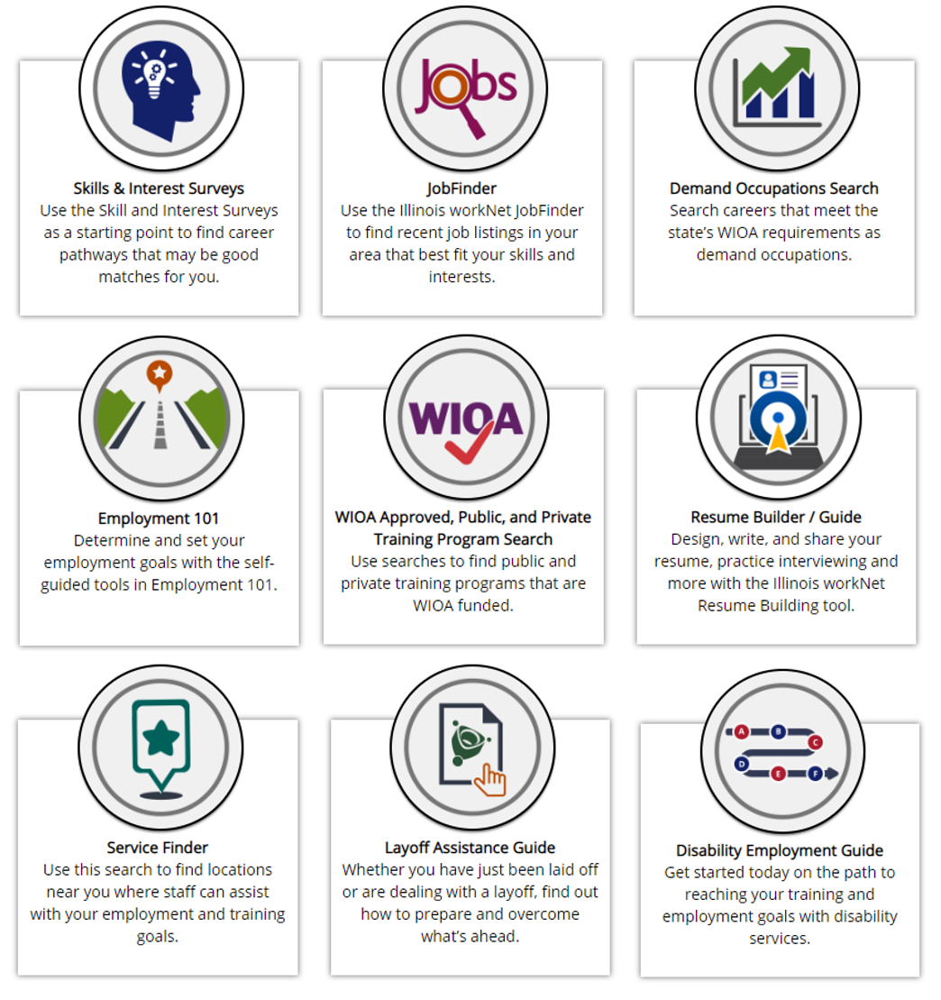 Jobs
Skills & Interest Surveys
Use the Skill and Interest Surveys
as a starting point to find career
pathways that may be good
matches for you.
JobFinder
Use the Illinois workNet JobFinder
to find recent job listings in your
area that best fit your skills and
interests.
Demand Occupations Search
Search careers that meet the
state's WIOA requirements as
demand occupations.
Employment 101
Determine and set your
employment goals with the self-
guided tools in Employment 101.
WIOA
WIOA Approved, Public, and Private
Training Program Search
Use searches to find public and
private training programs that are
WIOA funded.
Resume Builder / Guide
Design, write, and share your
resume, practice interviewing and
more with the Illinois workNet
Resume Building tool.
Service Finder
Use this search to find locations
near you where staff can assist
with your employment and training
goals.
Layoff Assistance Guide
Whether you have just been laid off
or are dealing with a layoff, find out
how to prepare and overcome
what's ahead.
A B
C
D
E F
Disability Employment Guide
Get started today on the path to
reaching your training and
employment goals with disability
services.